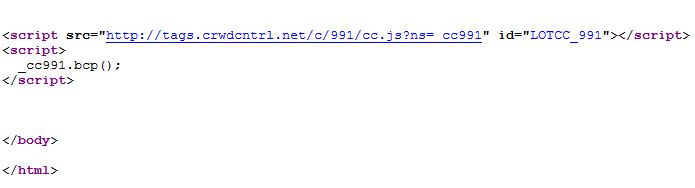 <script src="http://tags.crwdcntrl.net/c/991/cc.js?ns=_cc991" id="LOTCC_991"></script>
<script>
_cc991.bcp();
</script>
</body>
</html>